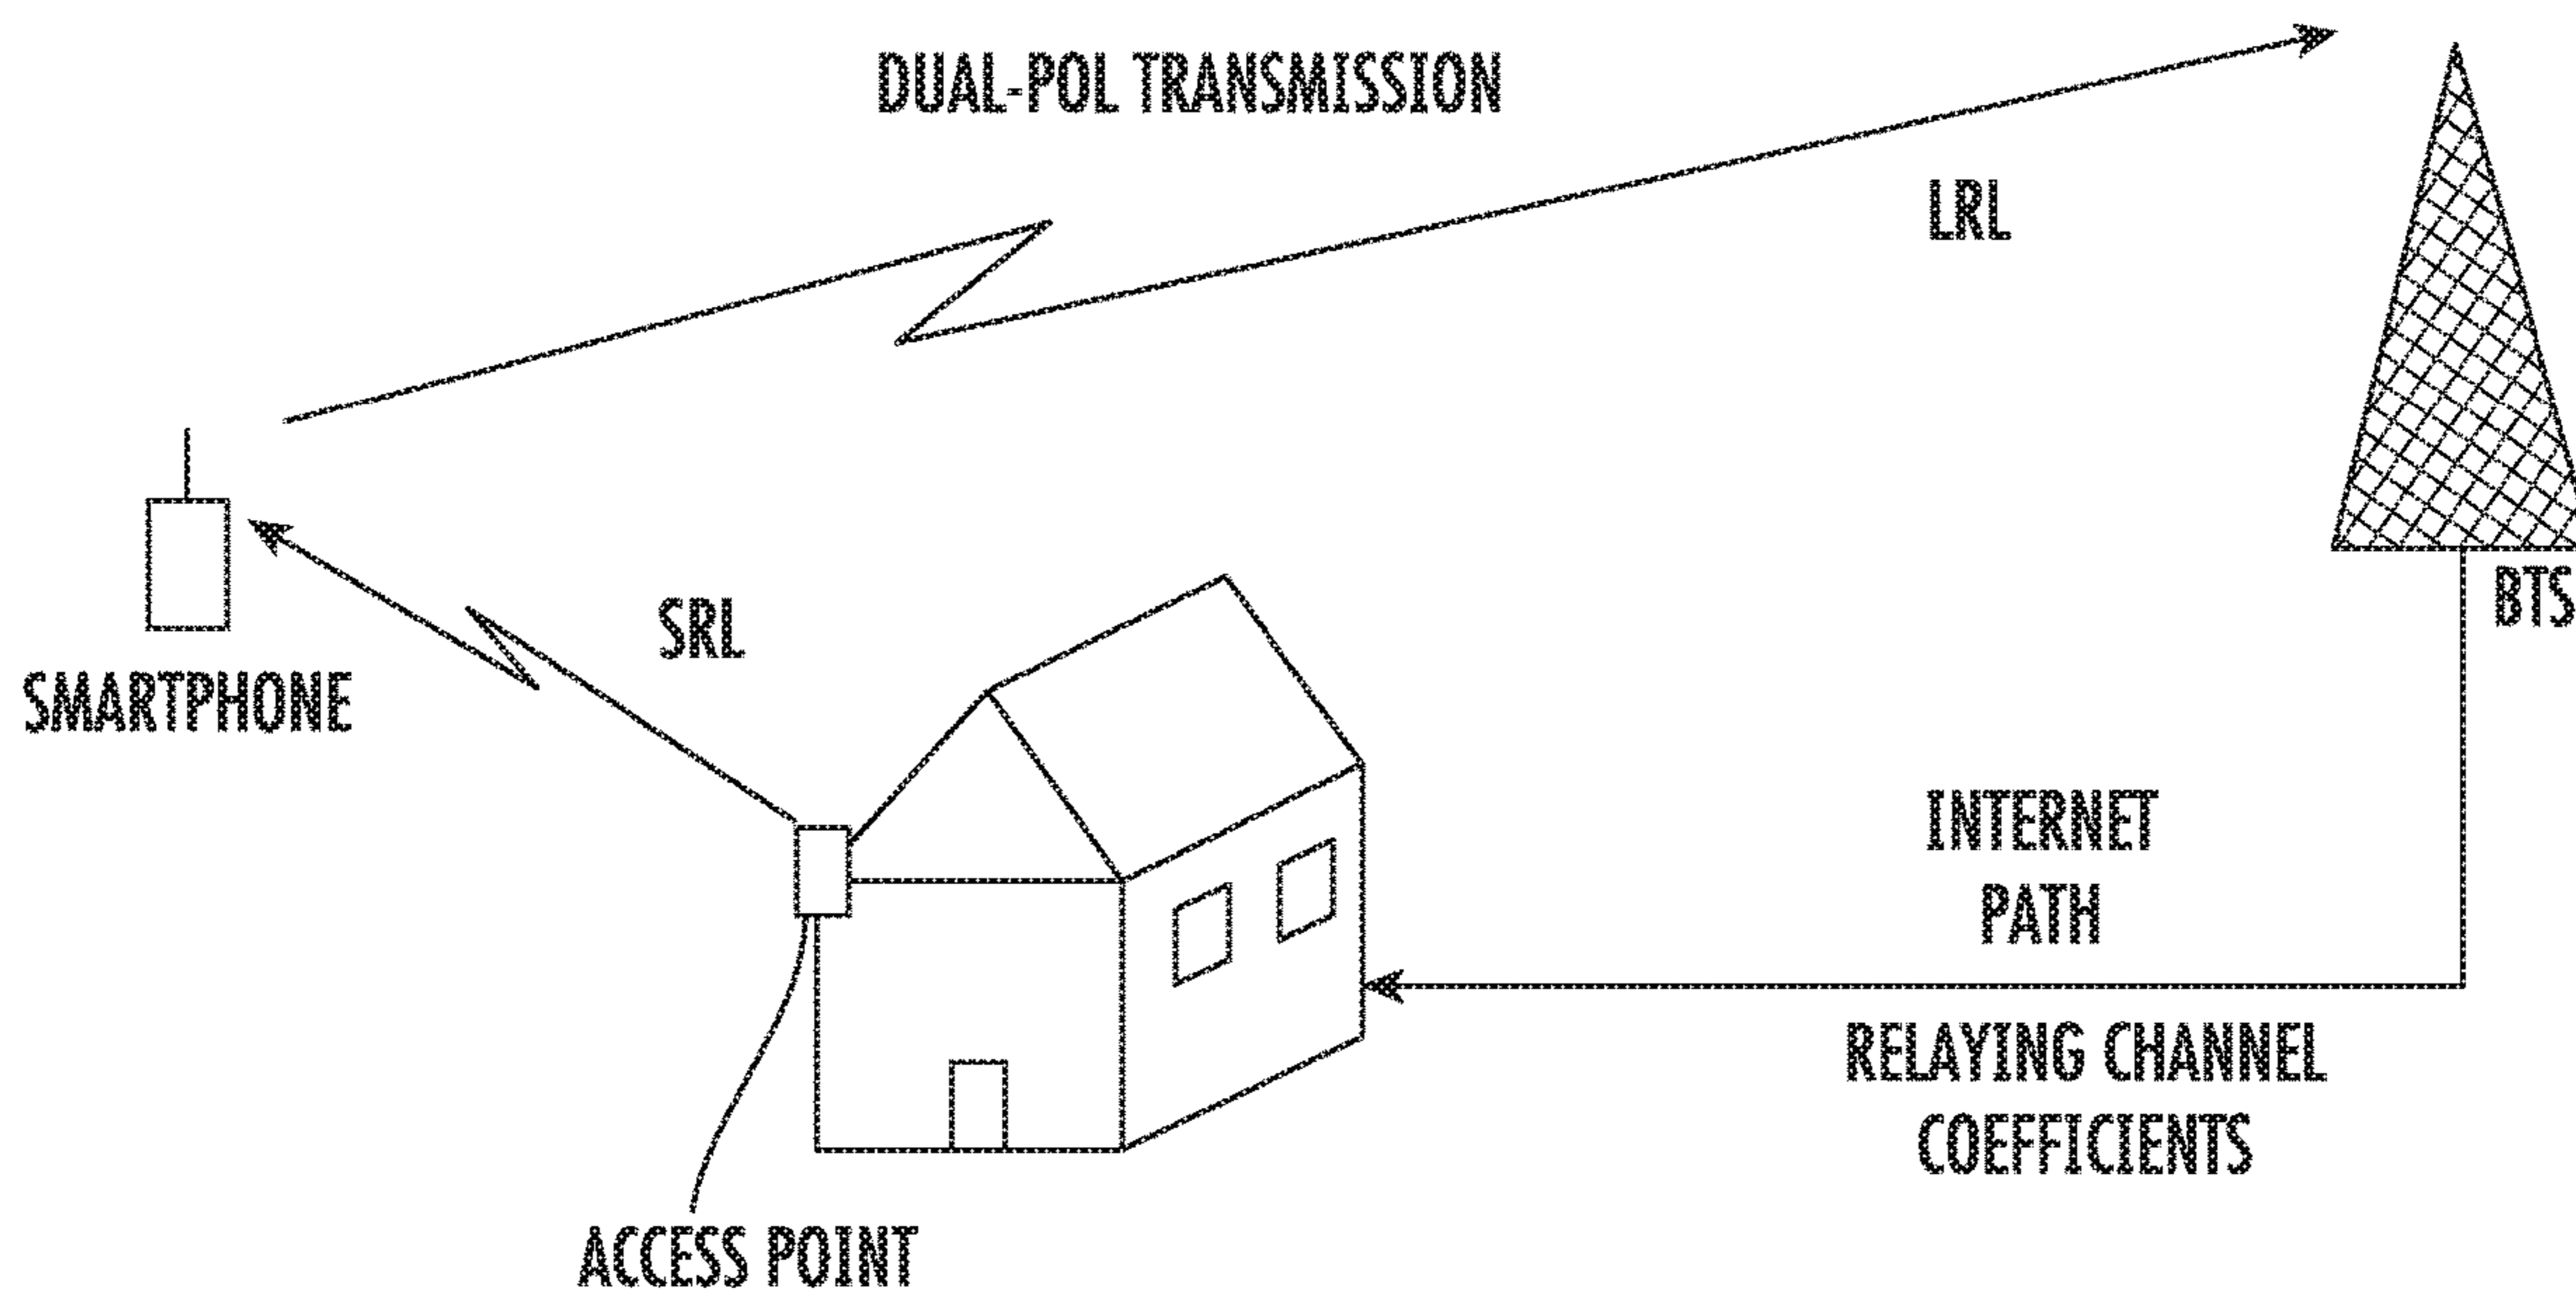 DUAL-POL TRANSMISSION
LRL
BTS
SRL
SMARTPHONE
INTERNET
PATH
RELAYING CHANNEL
COEFFICIENTS
ACCESS POINT